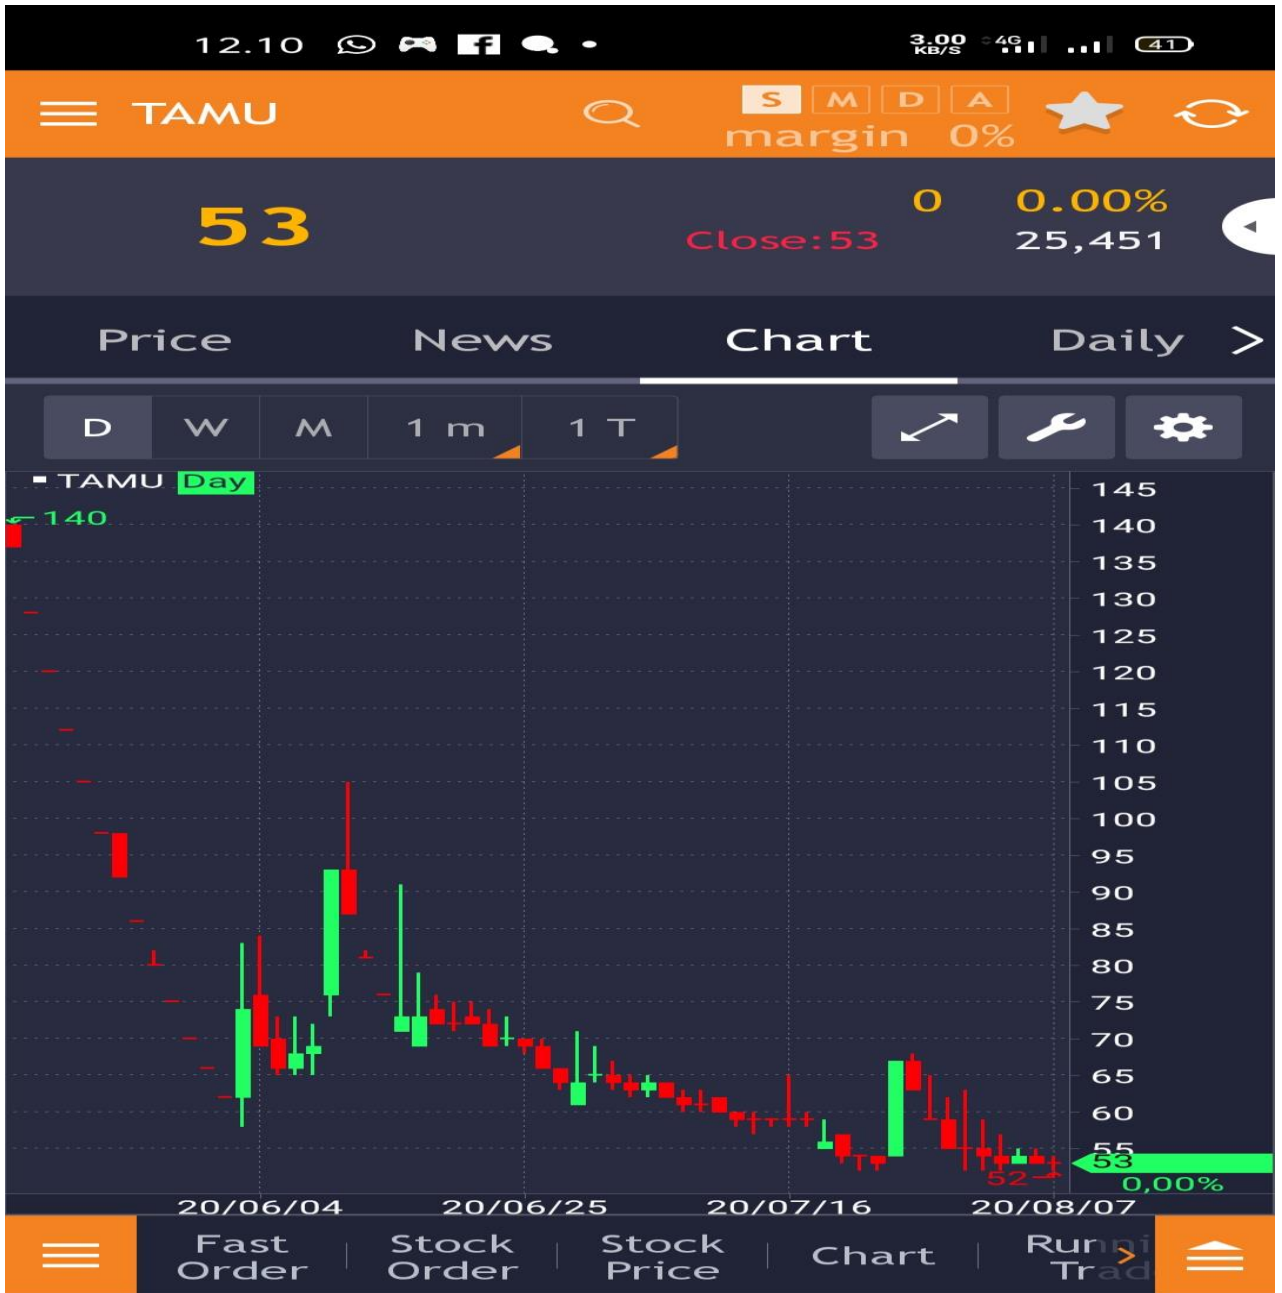 12.10 3.00 KB/S 4G 41
TAMU S M D A
margin 0%
53 0 0.00%
Close:53 25,451
Price News Chart Daily >
D W M 1 m 1 T
TAMU Day
145
140
140
135
130
125
120
115
110
105
100
95
90
85
80
75
70
65
60
55
53
52
0,00%
20/06/04 20/06/25 20/07/16 20/08/07
Fast Order
Stock Order
Stock Price
Chart